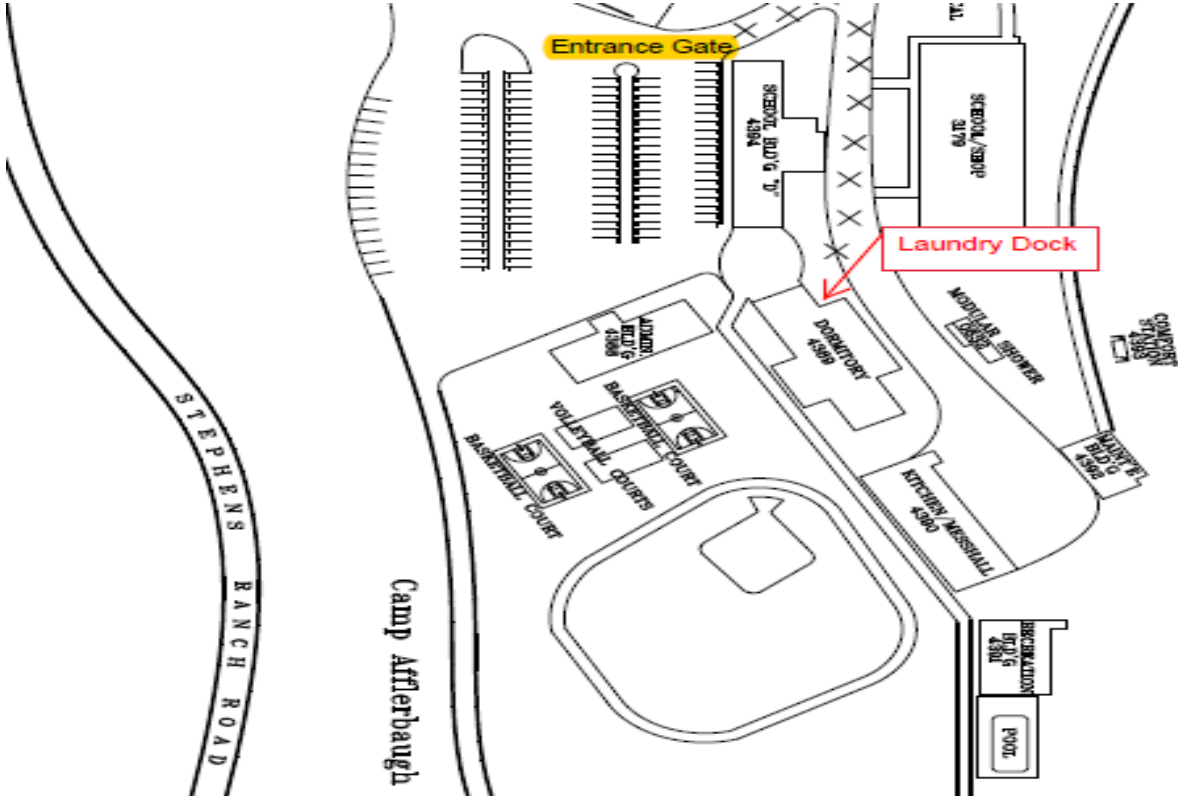 Entrance Gate
SCHOOL BLD'G "D"
4394
SCHOOL/SHOP
3179
Laundry Dock
MODULAR SHOWER
COMFORT
STATION
4393
ADMIN
BLD'G
4388
DORMITORY
4389
BASKETBALL COURT
VOLLEYBALL COURTS
BASKETBALL COURT
MAINT'E
BLD'G
4392
KITCHEN/MESSHALL
4390
STEPHENS RANCH ROAD
Camp Afflerbaugh
RECREATION
BLD'G
4391
POOL